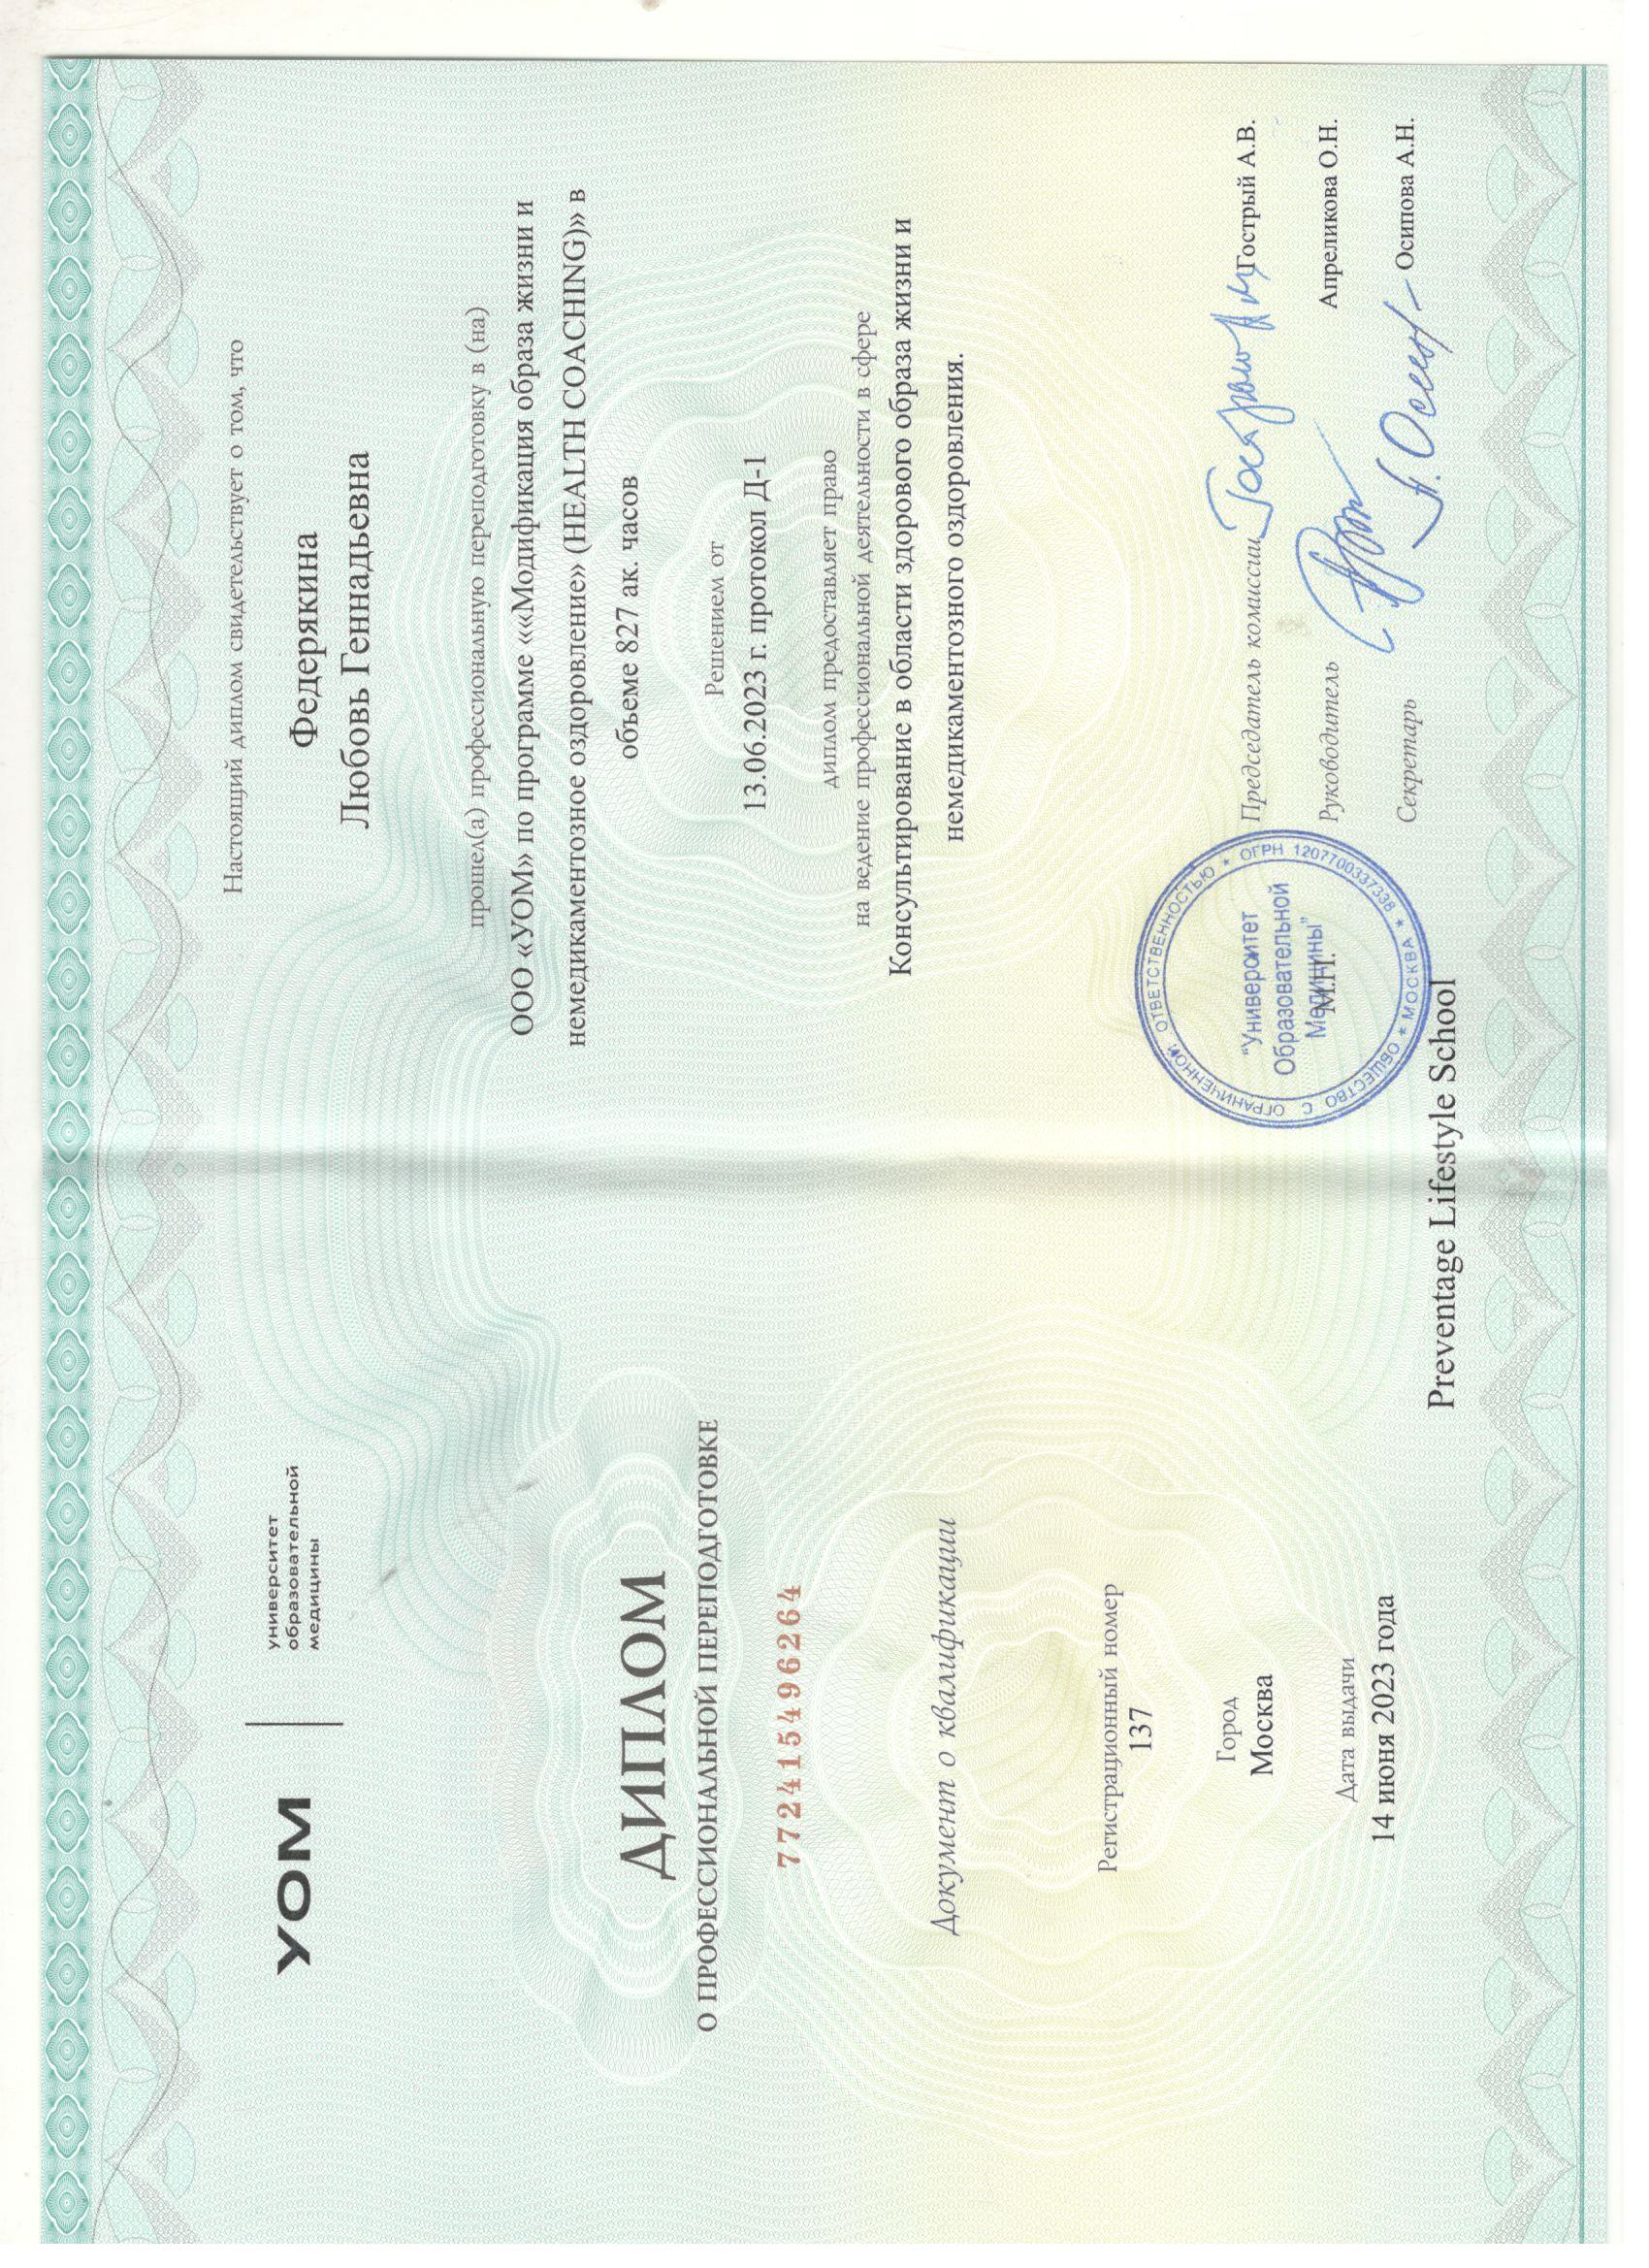 УОМ
университет
образовательной
медицины
ДИПЛОМ
О ПРОФЕССИОНАЛЬНОЙ ПЕРЕПОДГОТОВКЕ
772415496264
Документ о квалификации
Регистрационный номер
137
Город
Москва
Дата выдачи
14 июня 2023 года
Preventage Lifestyle School
Настоящий диплом свидетельствует о том, что
Федерякина
Любовь Геннадьевна
прошел(а) профессиональную переподготовку в (на)
ООО «УОМ» по программе ««Модификация образа жизни и
немедикаментозное оздоровление» (HEALTH COACHING)» в
объеме 827 ак. часов
Решением от
13.06.2023 г. протокол Д-1
диплом предоставляет право
на ведение профессиональной деятельности в сфере
Консультирование в области здорового образа жизни и
немедикаментозного оздоровления.
ОБЩЕСТВО С ОГРАНИЧЕННОЙ ОТВЕТСТВЕННОСТЬЮ * ОГРН 1207700337338 * МОСКВА *
"Университет
Образовательной
Медицины"
М.П.
Председатель комиссии Гострый А.В.
Руководитель Апреликова О.Н.
Секретарь Осипова А.Н.